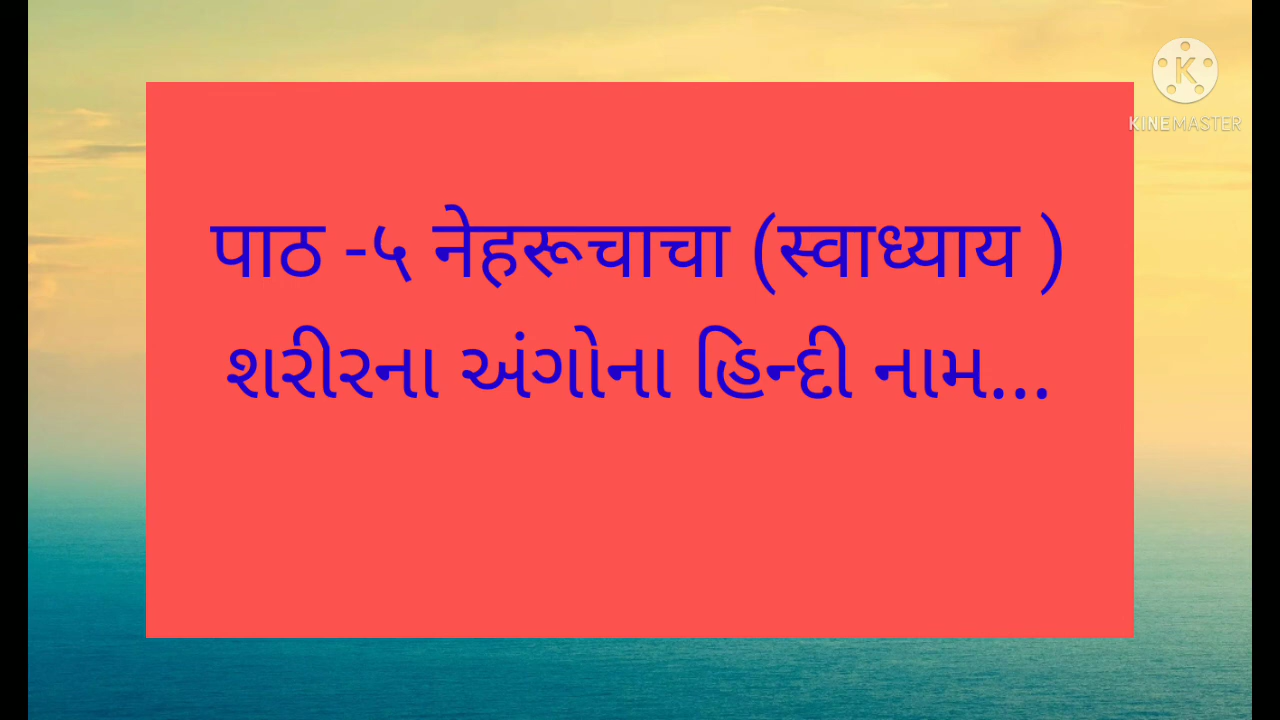 KINEMASTER
पाठ -५ नेहरूचाचा (स्वाध्याय )
શરીરના અંગોના હિન્દી નામ...